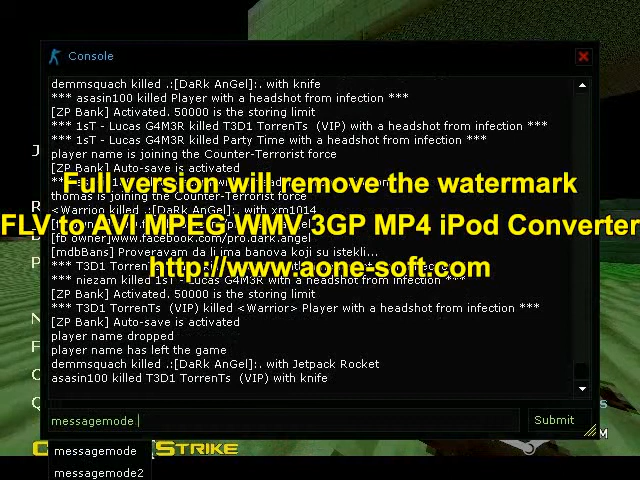 Console
demmsquach killed .:[DaRk AnGel]:. with knife
*** asasin100 killed Player with a headshot from infection ***
[ZP Bank] Activated. 50000 is the storing limit
*** 1sT - Lucas G4M3R killed T3D1 TorrenTs (VIP) with a headshot from infection ***
*** 1sT - Lucas G4M3R killed Party Time with a headshot from infection ***
player name is joining the Counter-Terrorist force
[ZP Bank] Auto-save is activated
Full version will remove the watermark
thomas is joining the Counter-Terrorist force
<Warrion killed with xm1014
FLV to AVI MPEG WMV 3GP MP4 iPod Converter
[fb owner]www.facebook.com/pro.dark.angel
[mdbBans] Proveravam da li ima banova koji su istekli...
*** T3D1 TorrenTs
http://www.aone-soft.com
*** niezam killed 1sT - Lucas G4M3R with a headshot from infection ***
[ZP Bank] Activated. 50000 is the storing limit
*** T3D1 TorrenTs (VIP) killed <Warrior> Player with a headshot from infection ***
[ZP Bank] Auto-save is activated
player name dropped
player name has left the game
demmsquach killed .:[DaRk AnGel]:. with Jetpack Rocket
asasin100 killed T3D1 TorrenTs (VIP) with knife
messagemode
Submit
STRIKE
messagemode
messagemode2